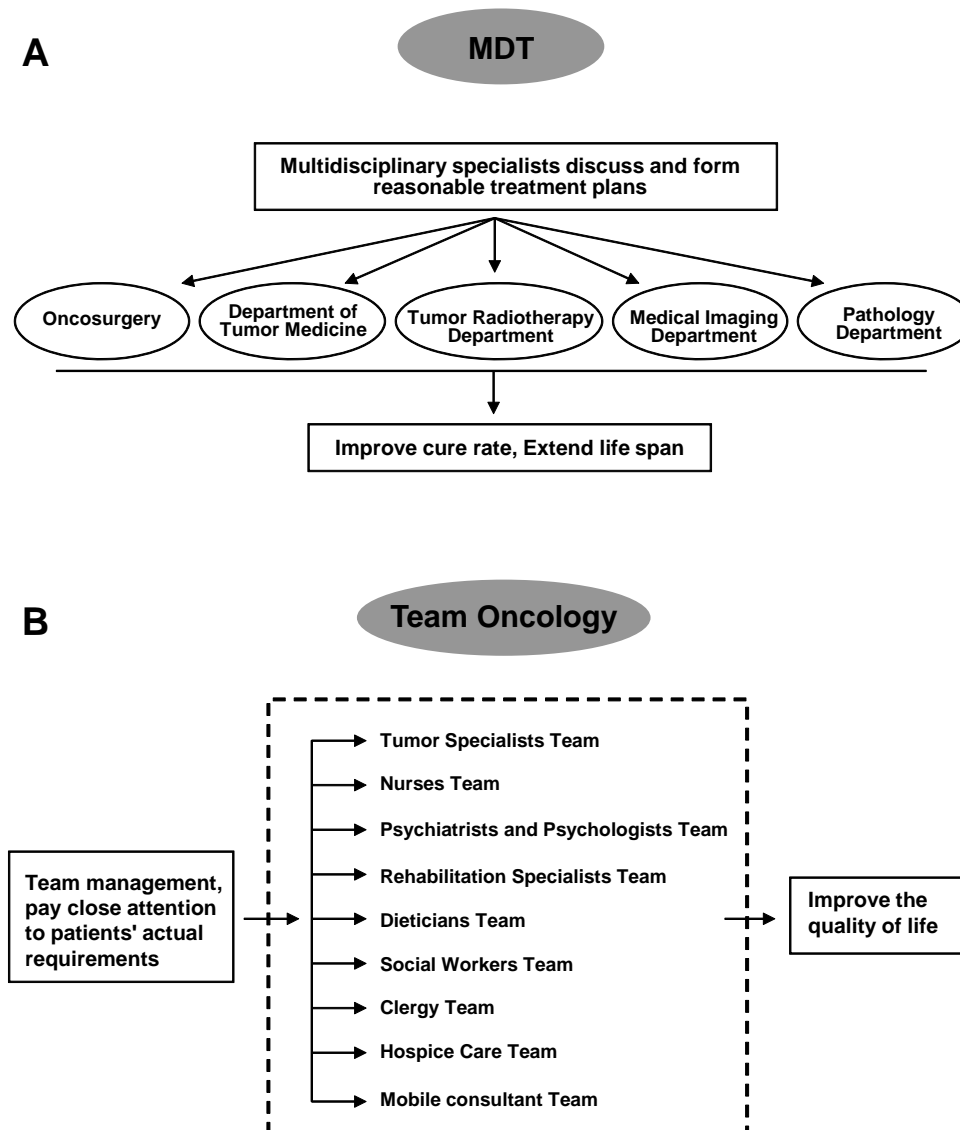 A
MDT
Multidisciplinary specialists discuss and form
reasonable treatment plans
Oncosurgery
Department of
Tumor Medicine
Tumor Radiotherapy
Department
Medical Imaging
Department
Pathology
Department
Improve cure rate, Extend life span
B
Team Oncology
Team management,
pay close attention
to patients' actual
requirements
Tumor Specialists Team
Nurses Team
Psychiatrists and Psychologists Team
Rehabilitation Specialists Team
Dieticians Team
Social Workers Team
Clergy Team
Hospice Care Team
Mobile consultant Team
Improve the
quality of life